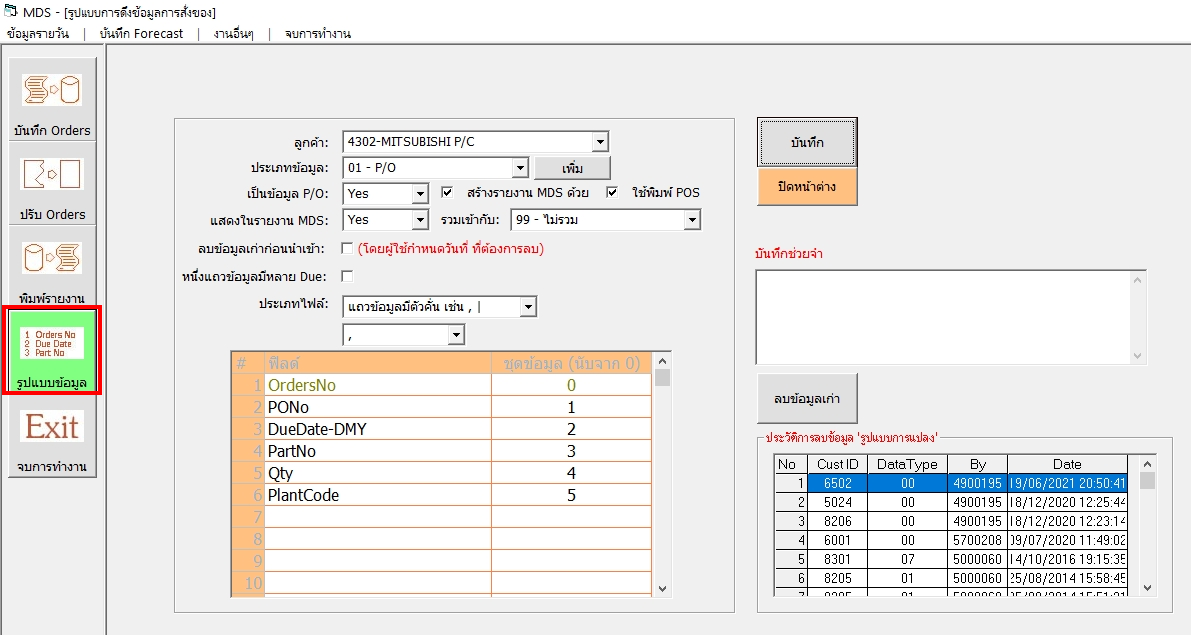 MDS - [รูปแบบการดึงข้อมูลการสั่งของ]
ข้อมูลรายวัน | บันทึก Forecast | งานอื่นๆ | จบการทำงาน
บันทึก Orders
ปรับ Orders
พิมพ์รายงาน
1 Orders No
2 Due Date
3 Part No
รูปแบบข้อมูล
Exit
จบการทำงาน
ลูกค้า: 4302-MITSUBISHI P/C
ประเภทข้อมูล: 01 - P/O เพิ่ม
เป็นข้อมูล P/O: Yes สร้างรายงาน MDS ด้วย ใช้พิมพ์ POS
แสดงในรายงาน MDS: Yes รวมเข้ากับ: 99 - ไม่รวม
ลบข้อมูลเก่าก่อนนำเข้า: (โดยผู้ใช้กำหนดวันที่ ที่ต้องการลบ)
หนึ่งแถวข้อมูลมีหลาย Due:
ประเภทไฟล์: แถวข้อมูลมีตัวคั่น เช่น , |
,
# ฟิลด์ ชุดข้อมูล (นับจาก 0)
1 OrdersNo 0
2 PONo 1
3 DueDate-DMY 2
4 PartNo 3
5 Qty 4
6 PlantCode 5
7
8
9
10
บันทึก
ปิดหน้าต่าง
บันทึกช่วยจำ
ลบข้อมูลเก่า
ประวัติการลบข้อมูล 'รูปแบบการแปลง'
No Cust ID DataType By Date
1 6502 00 4900195 19/06/2021 20:50:41
2 5024 00 4900195 18/12/2020 12:25:44
3 8206 00 4900195 18/12/2020 12:23:14
4 6001 00 5700208 09/07/2020 11:49:02
5 8301 07 5000060 14/10/2016 19:15:35
6 8205 01 5000060 25/08/2014 15:58:45